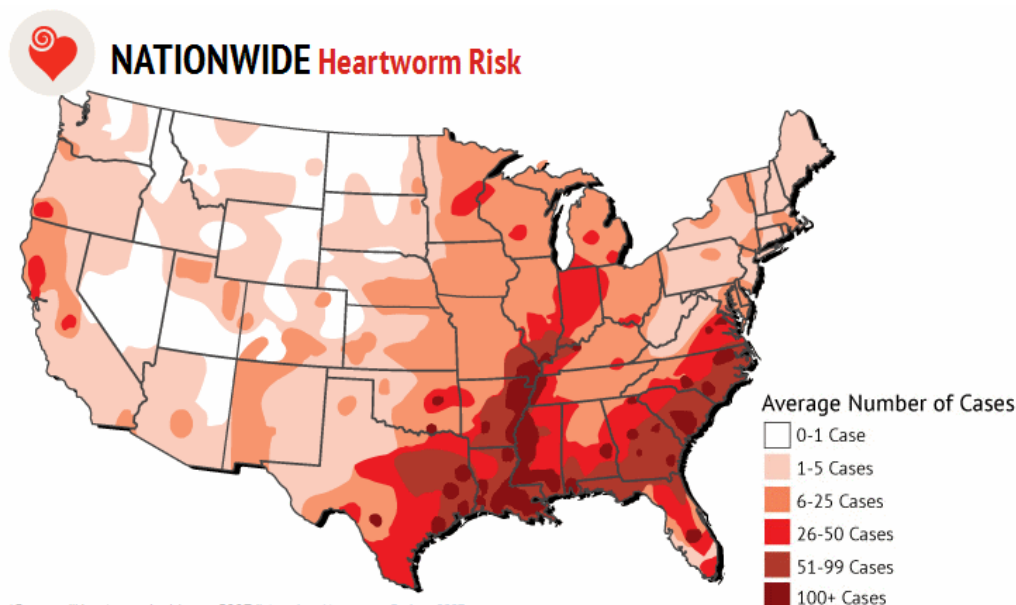 NATIONWIDE Heartworm Risk
Average Number of Cases
0-1 Case
1-5 Cases
6-25 Cases
26-50 Cases
51-99 Cases
100+ Cases